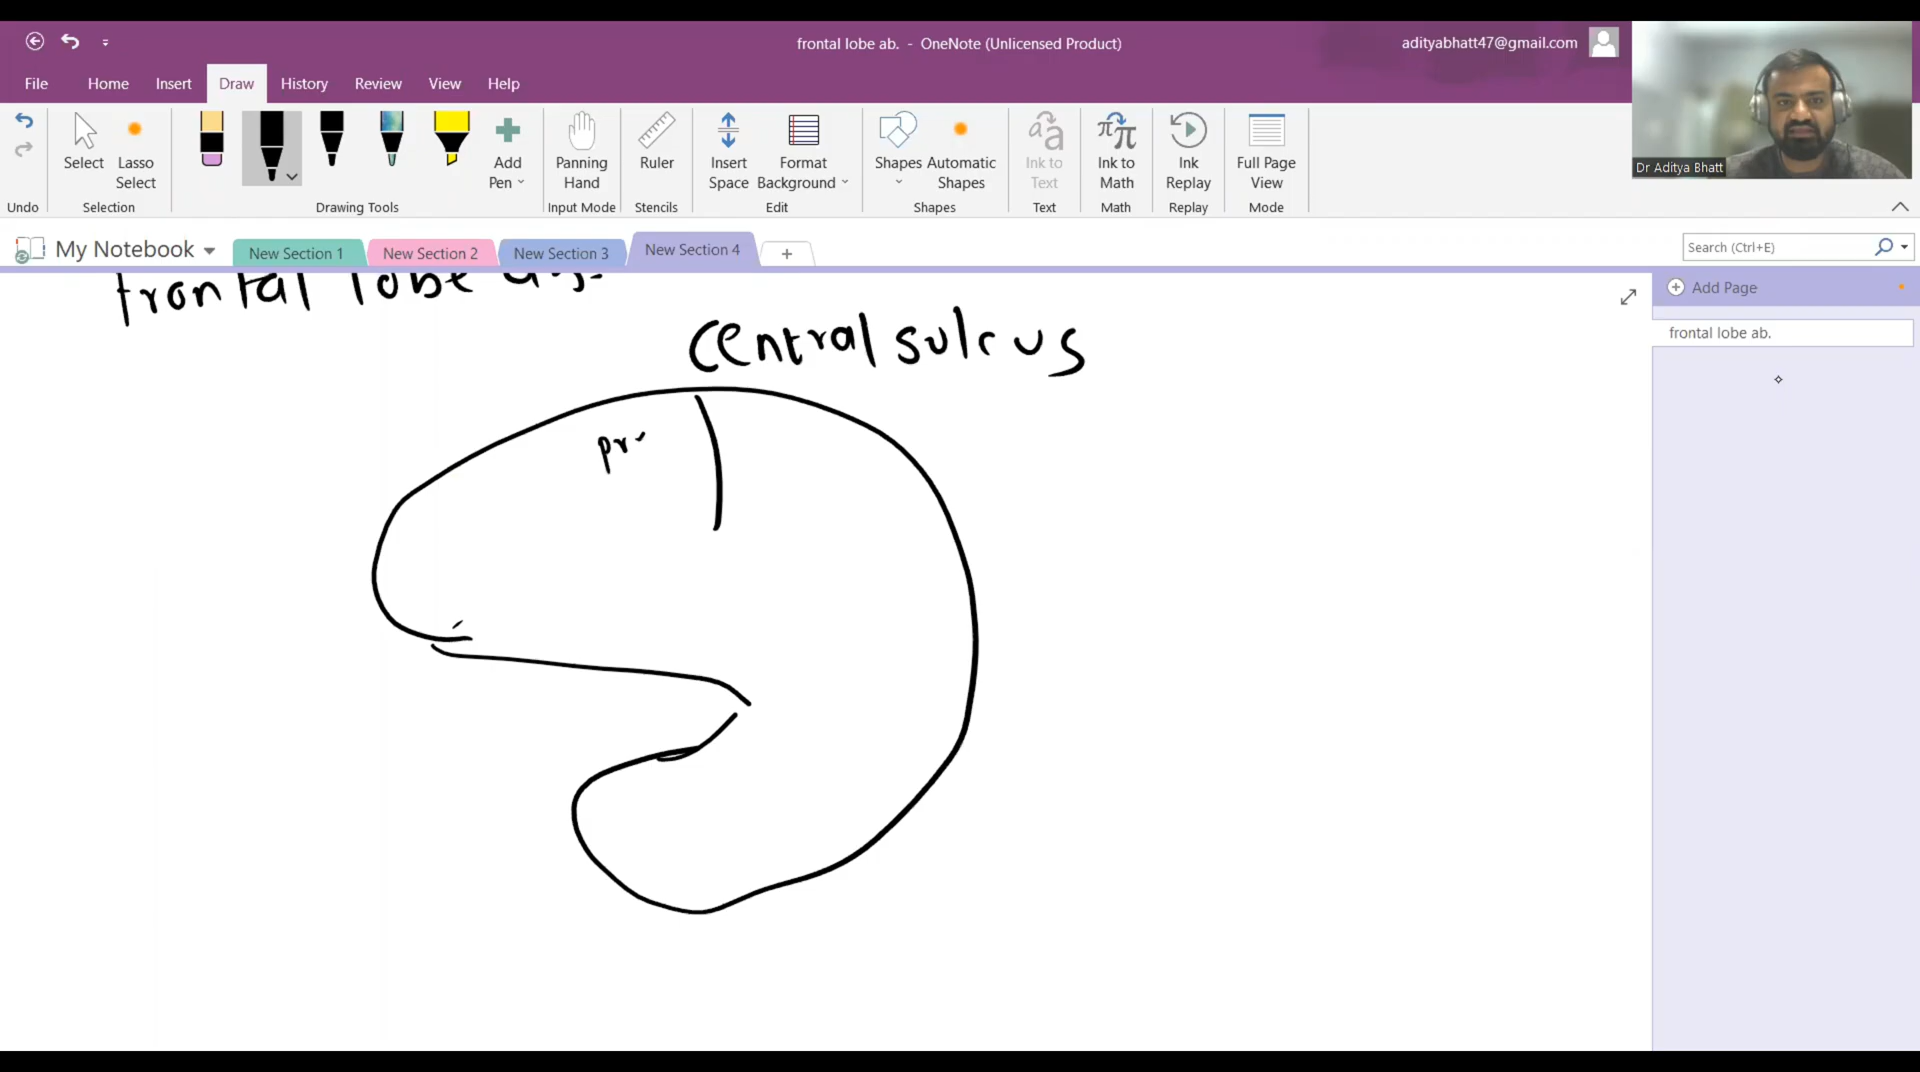 frontal lobe ab. - OneNote (Unlicensed Product)
adityabhatt47@gmail.com
File Home Insert Draw History Review View Help
Select
Lasso Select
Add Pen
Panning Hand
Ruler
Insert Space
Format Background
Shapes
Automatic Shapes
Ink to Text
Ink to Math
Ink Replay
Full Page View
Undo Selection Drawing Tools Input Mode Stencils Edit Shapes Text Math Replay Mode
Dr Aditya Bhatt
My Notebook New Section 1 New Section 2 New Section 3 New Section 4
Search (Ctrl+E)
Add Page
frontal lobe ab.
frontal lobe
central sulcus